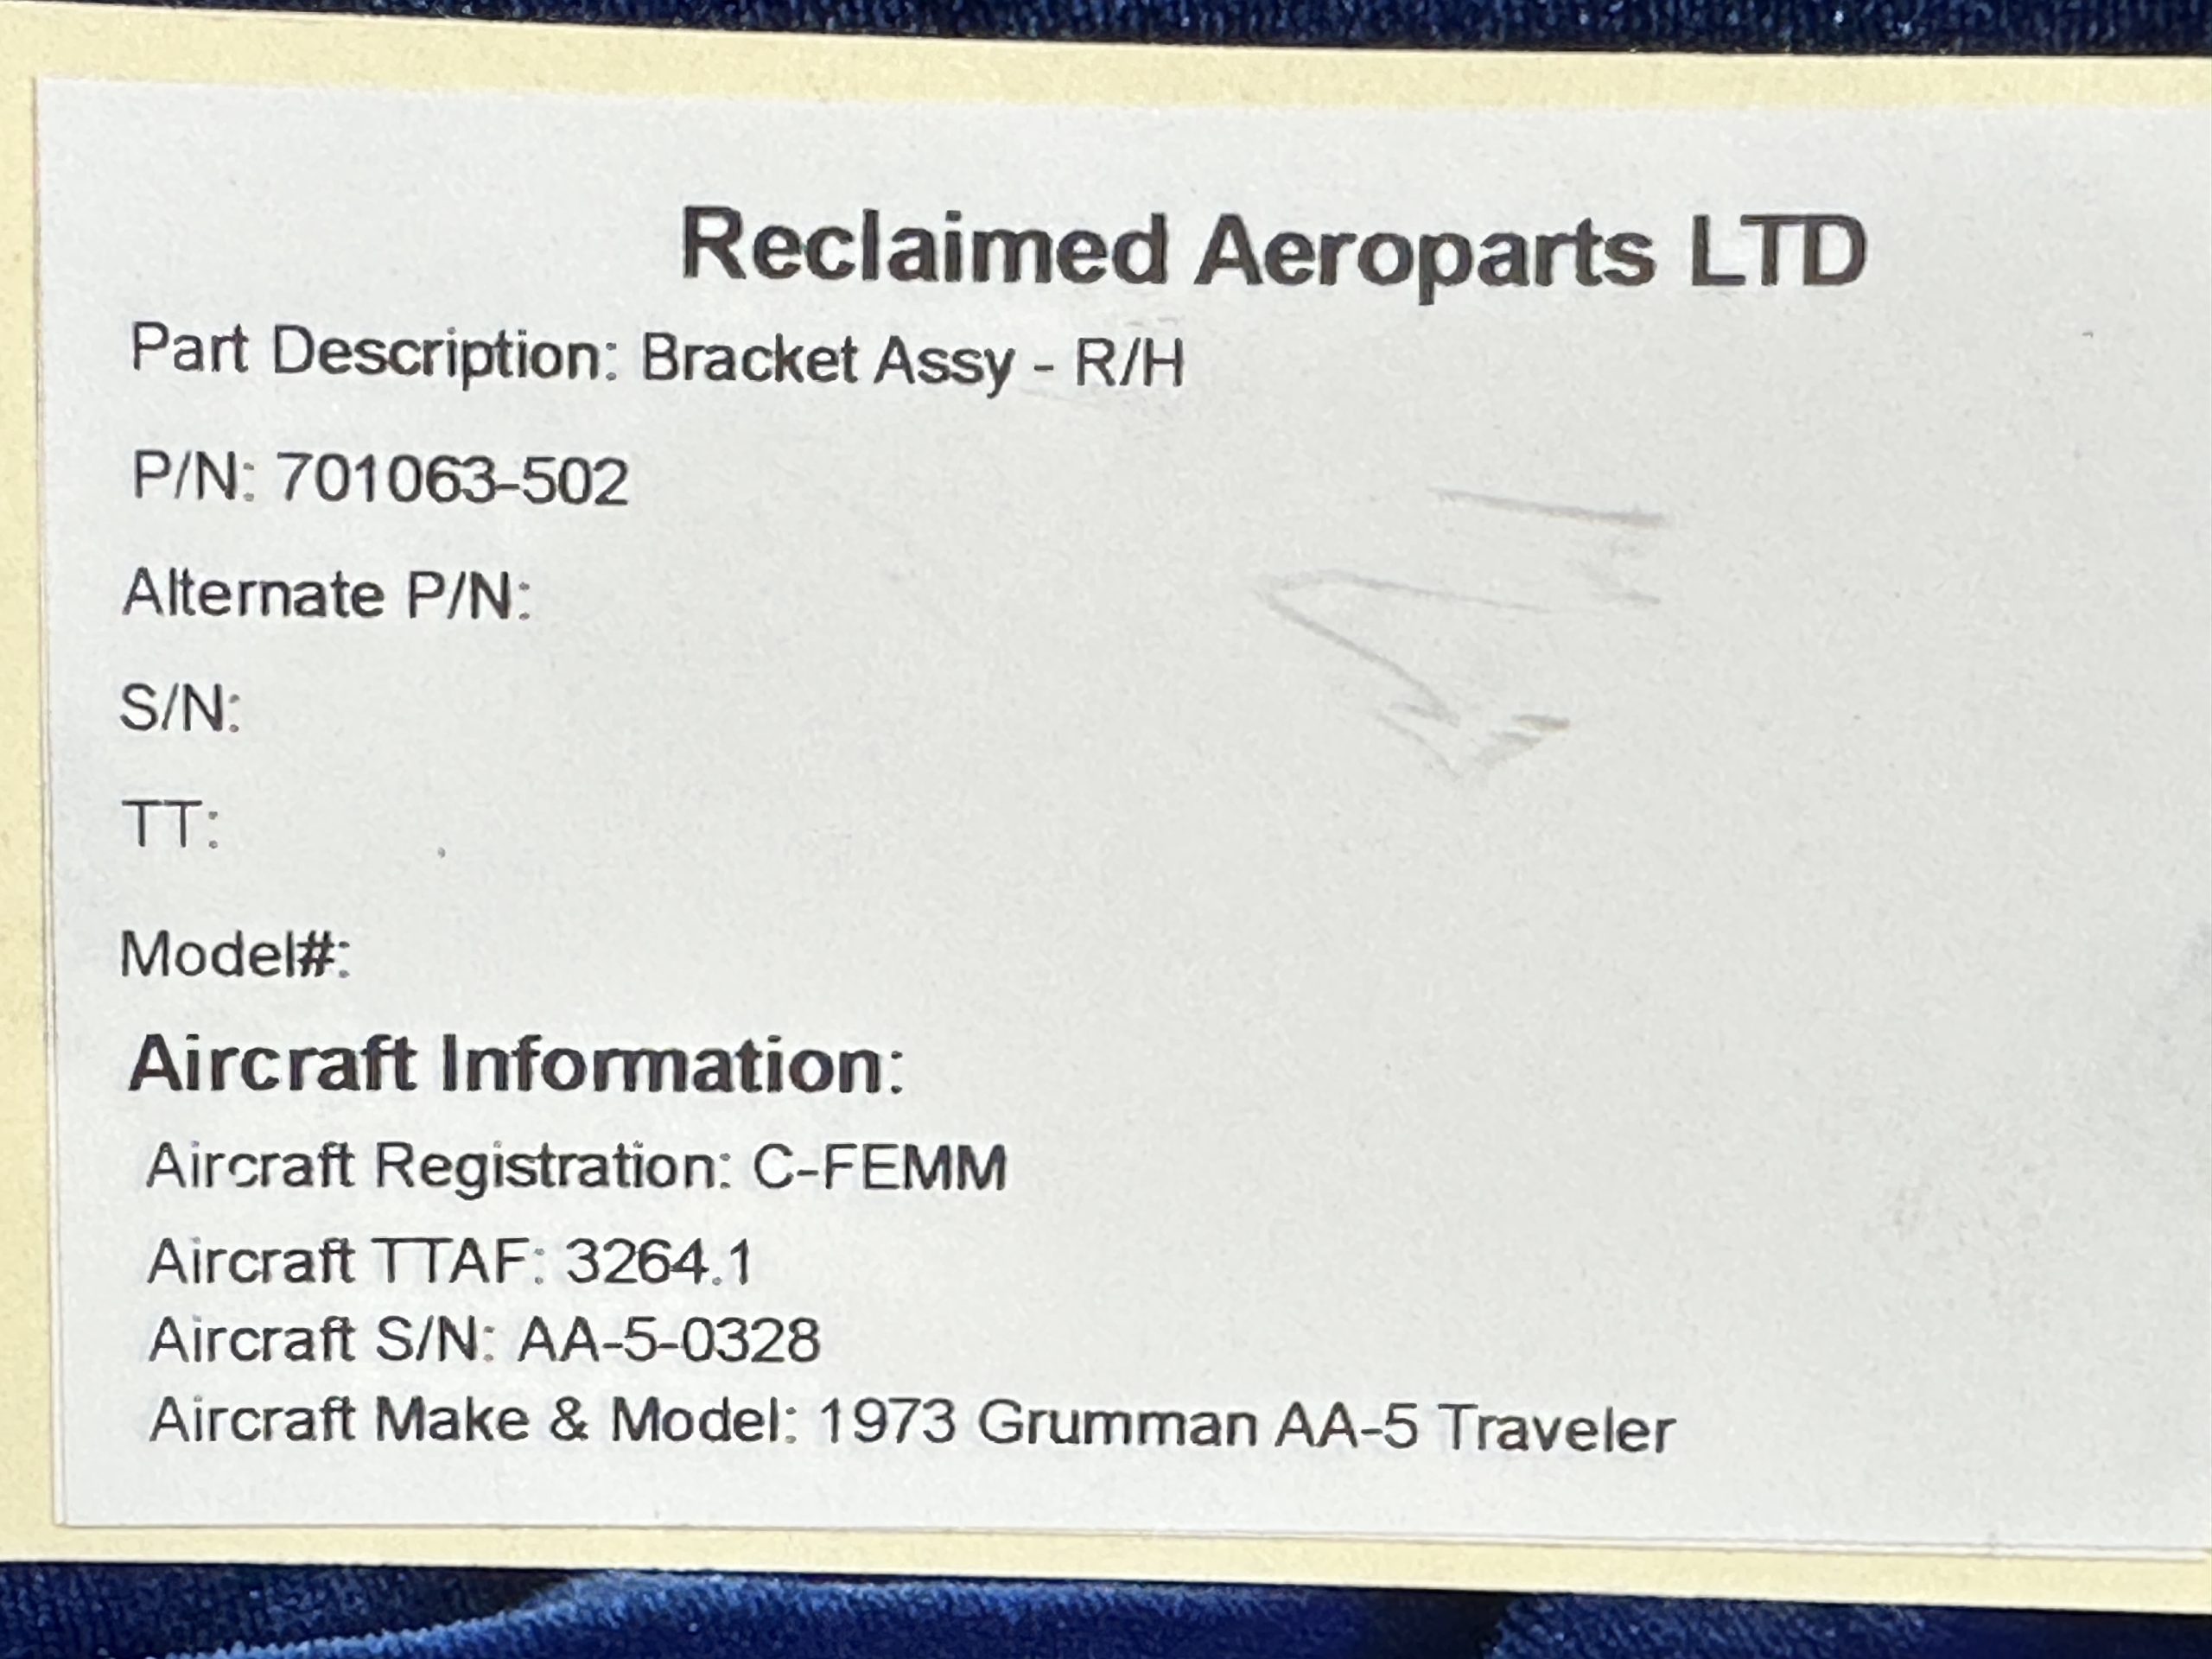 Reclaimed Aeroparts LTD
Part Description: Bracket Assy - R/H
P/N: 701063-502
Alternate P/N:
S/N:
TT:
Model#:
Aircraft Information:
Aircraft Registration: C-FEMM
Aircraft TTAF: 3264.1
Aircraft S/N: AA-5-0328
Aircraft Make & Model: 1973 Grumman AA-5 Traveler